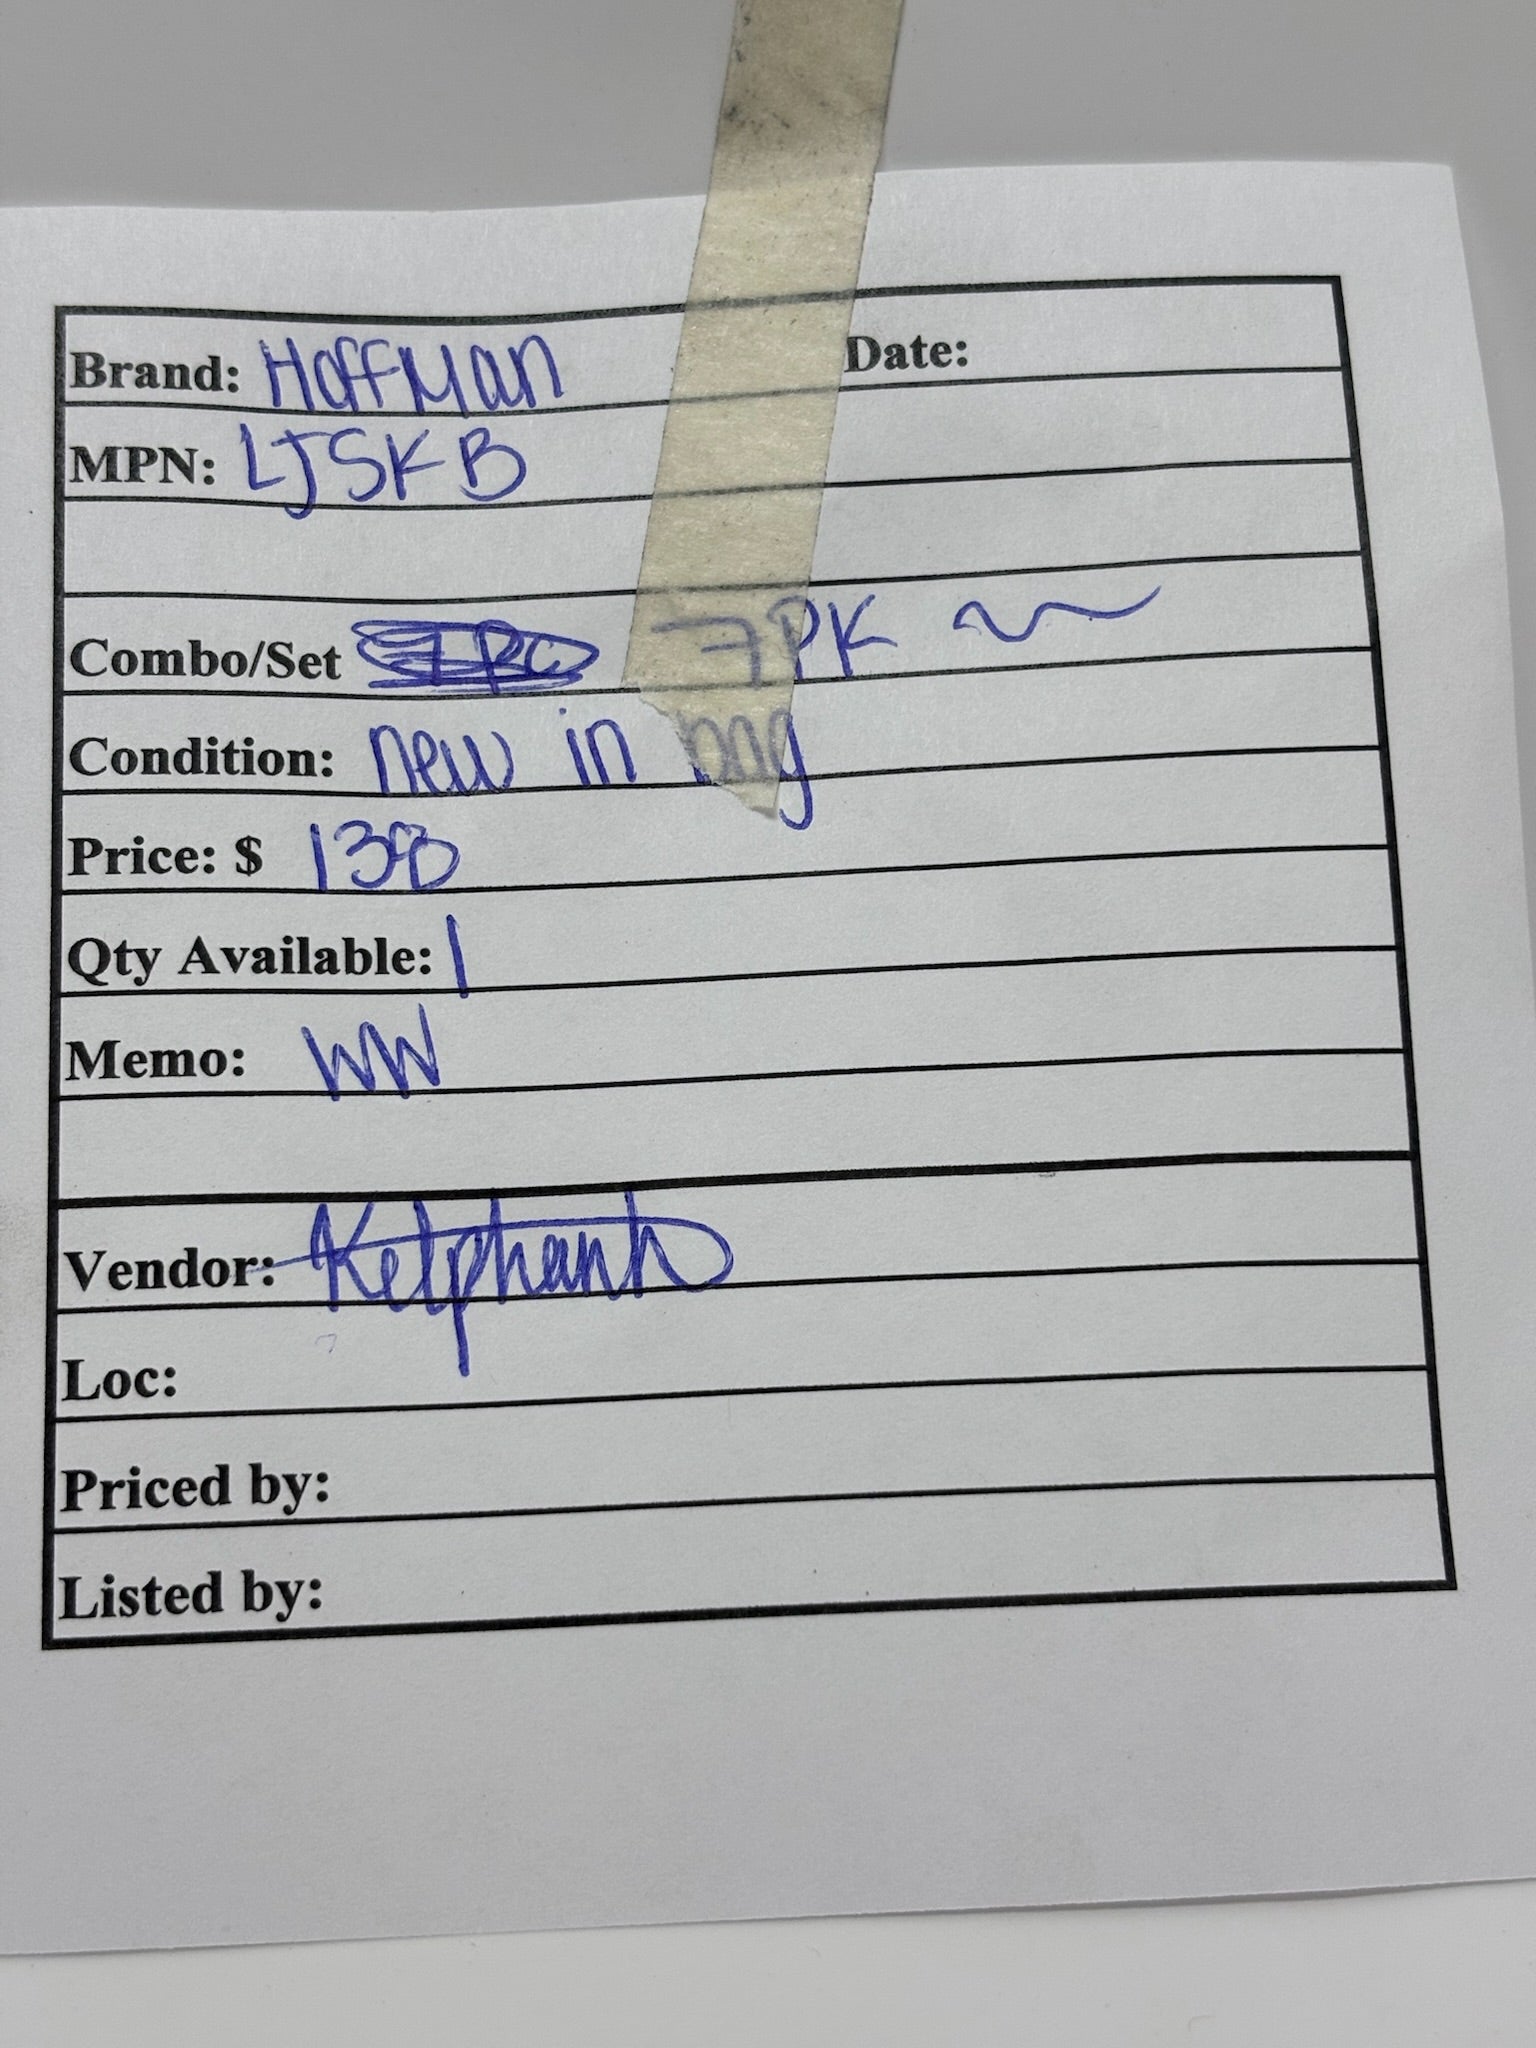 Brand: Hoffman Date:
MPN: LJSKB
Combo/Set 7PK
Condition: new in bag
Price: $ 138
Qty Available: 1
Memo: WW
Vendor:
Loc:
Priced by:
Listed by: